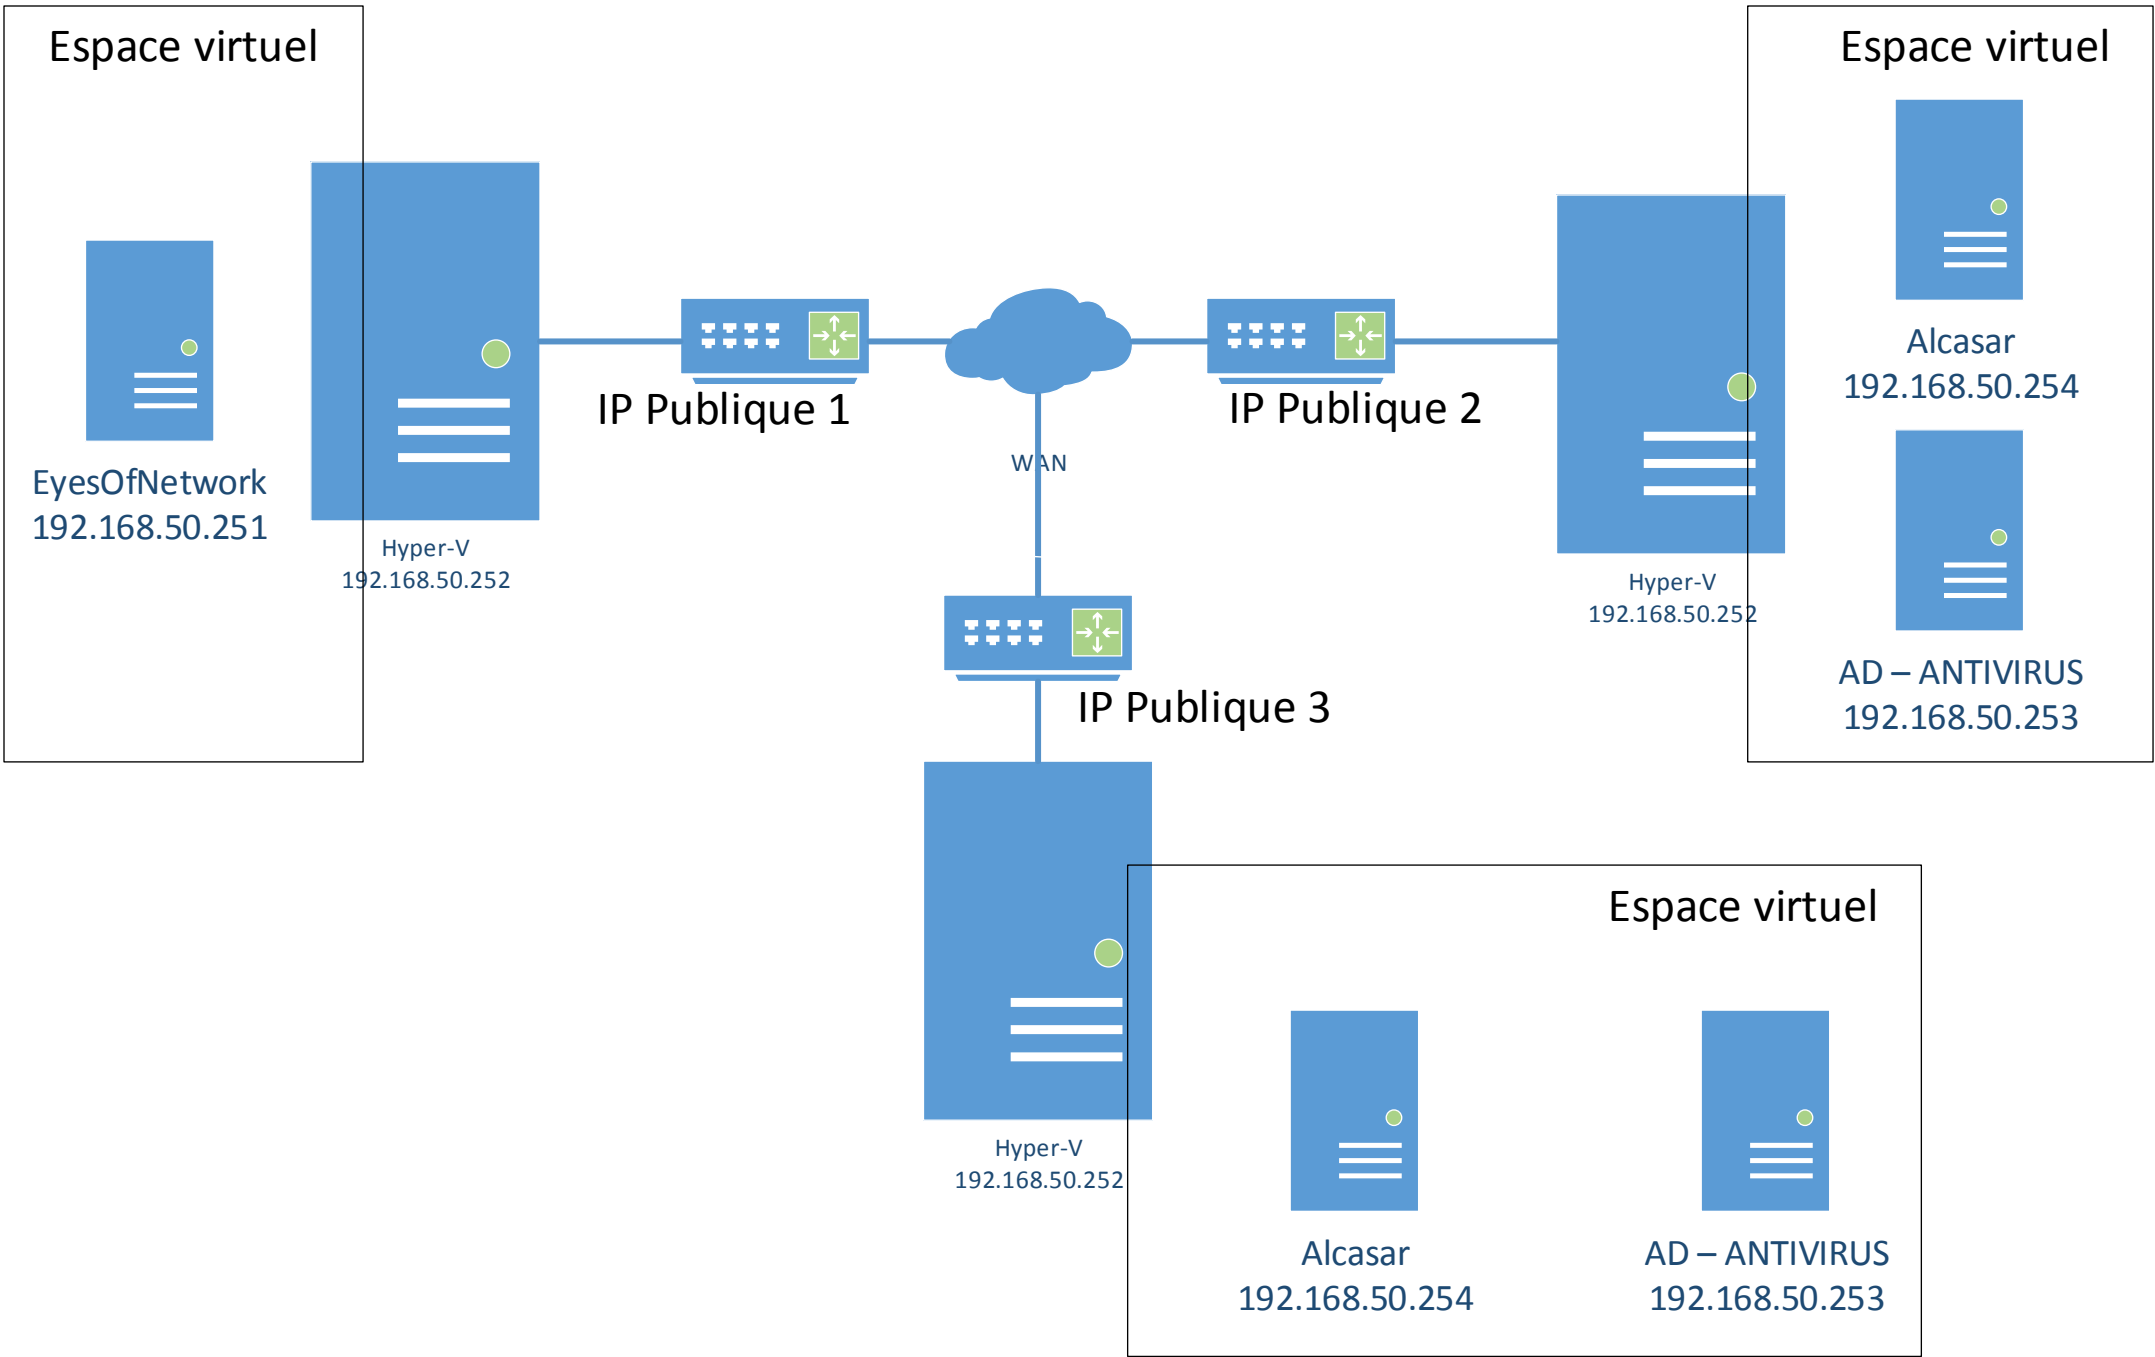 Espace virtuel
EyesOfNetwork
192.168.50.251
Hyper-V
192.168.50.252
IP Publique 1
WAN
IP Publique 2
Hyper-V
192.168.50.252
Espace virtuel
Alcasar
192.168.50.254
AD – ANTIVIRUS
192.168.50.253
IP Publique 3
Hyper-V
192.168.50.252
Espace virtuel
Alcasar
192.168.50.254
AD – ANTIVIRUS
192.168.50.253